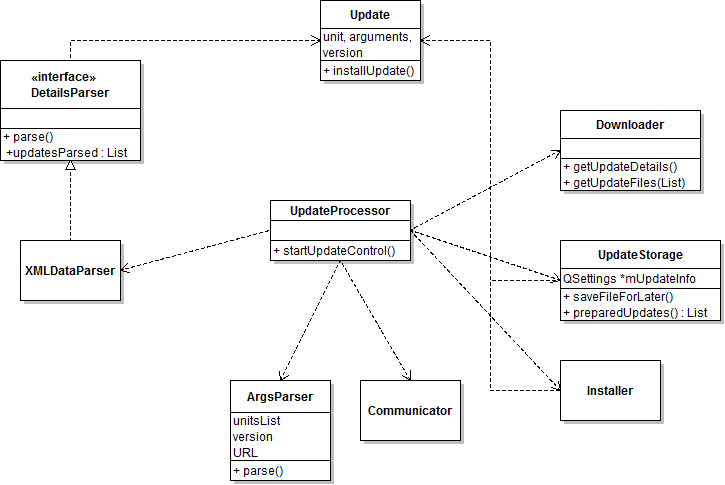 Update
unit, arguments,
version
+ installUpdate()
«interface»
DetailsParser
+ parse()
+updatesParsed : List
Downloader
+ getUpdateDetails()
+ getUpdateFiles(List)
UpdateProcessor
+ startUpdateControl()
XMLDataParser
UpdateStorage
QSettings *mUpdateInfo
+ saveFileForLater()
+ preparedUpdates() : List
ArgsParser
unitsList
version
URL
+ parse()
Communicator
Installer